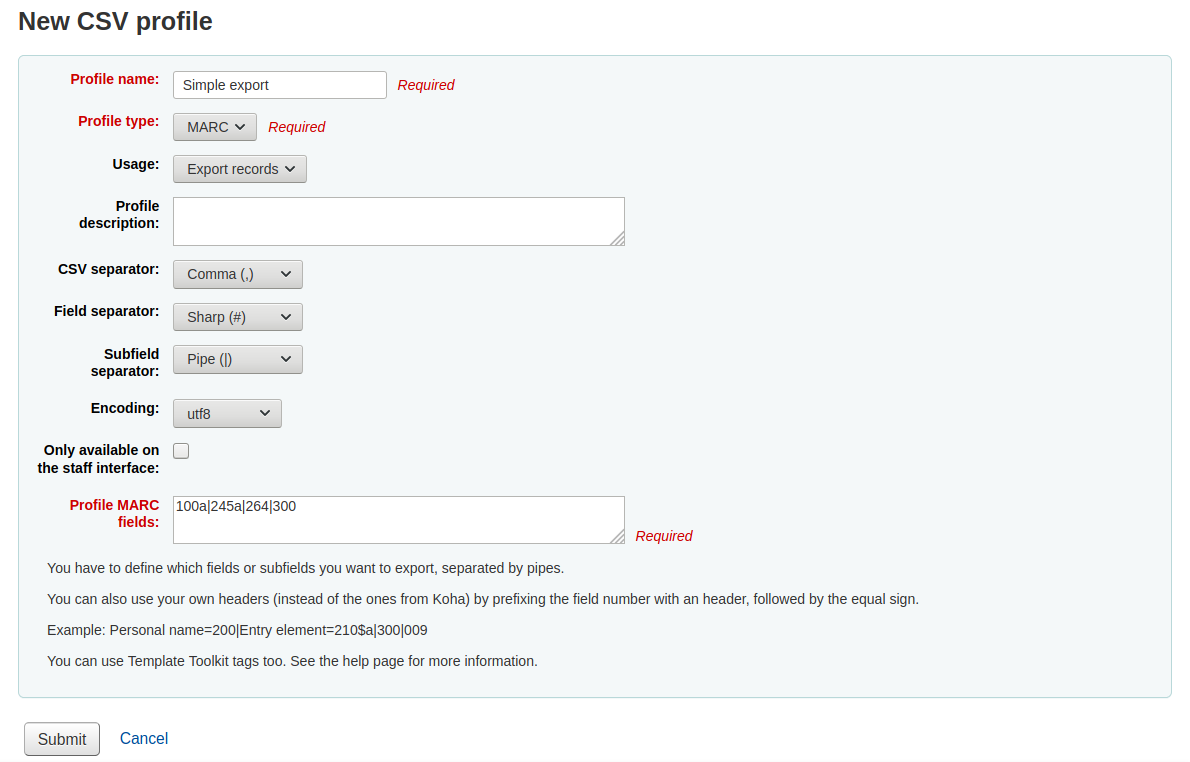 New CSV profile
Profile name: Simple export Required
Profile type: MARC Required
Usage: Export records
Profile
description:
CSV separator: Comma (,)
Field separator: Sharp (#)
Subfield
separator: Pipe (|)
Encoding: utf8
Only available on
the staff interface:
Profile MARC
fields: 100a|245a|264|300 Required
You have to define which fields or subfields you want to export, separated by pipes.
You can also use your own headers (instead of the ones from Koha) by prefixing the field number with an header, followed by the equal sign.
Example: Personal name=200|Entry element=210$a|300|009
You can use Template Toolkit tags too. See the help page for more information.
Submit Cancel